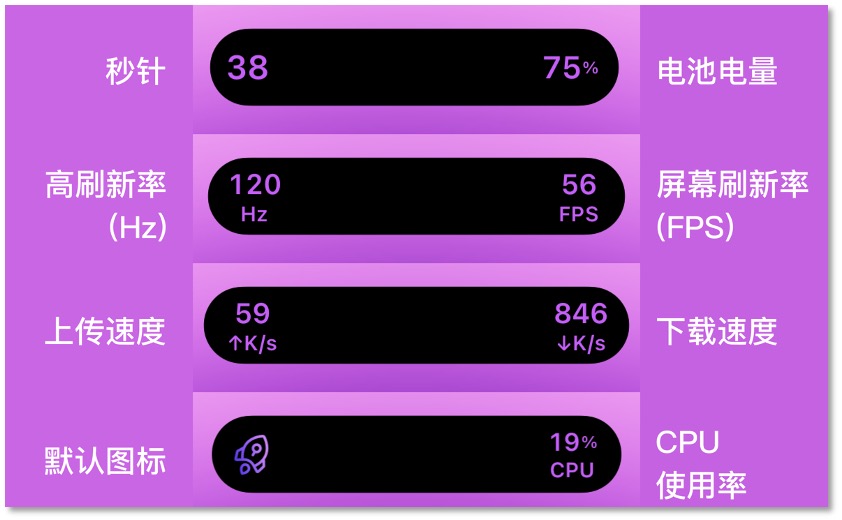 秒针
38
75%
电池电量
高刷新率
(Hz)
120
Hz
56
FPS
屏幕刷新率
(FPS)
上传速度
59
↑K/s
846
↓K/s
下载速度
默认图标
19%
CPU
CPU
使用率